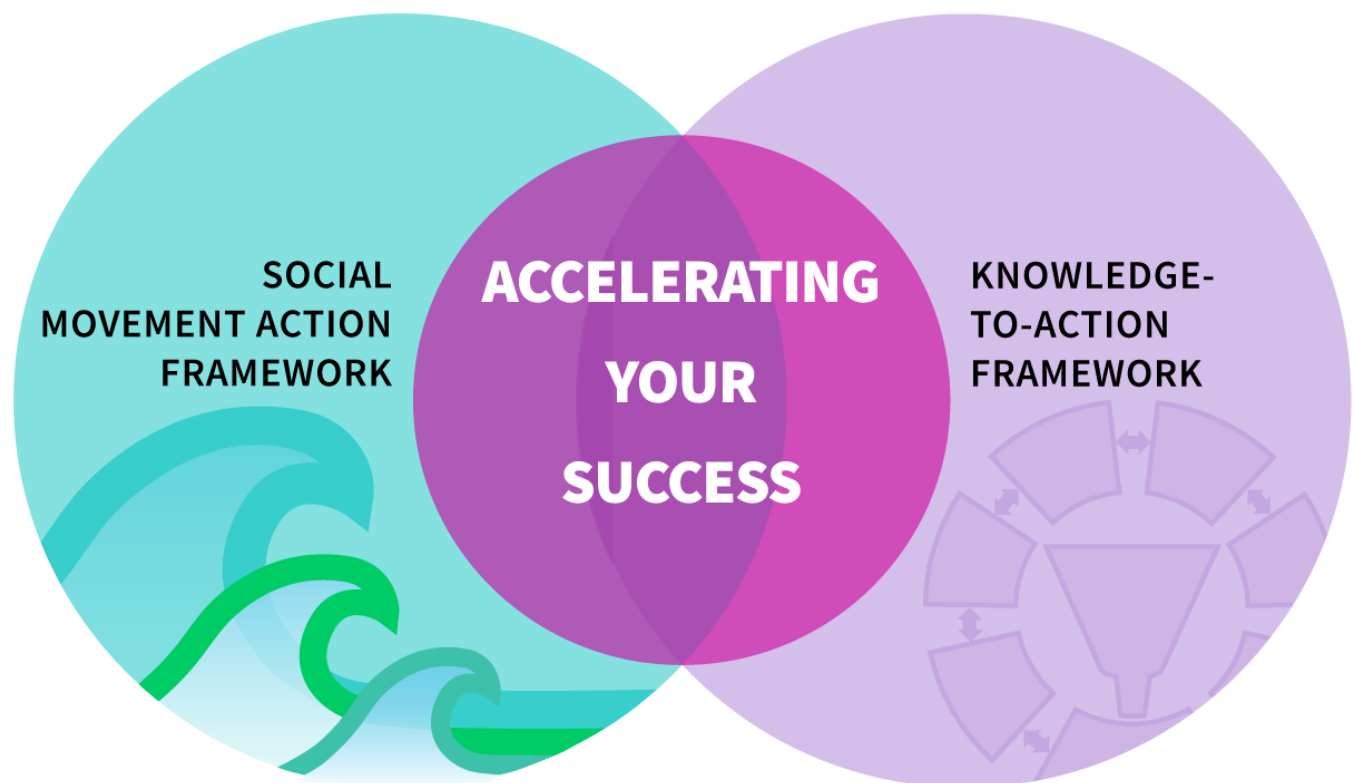 SOCIAL
MOVEMENT ACTION
FRAMEWORK
ACCELERATING
YOUR
SUCCESS
KNOWLEDGE-
TO-ACTION
FRAMEWORK